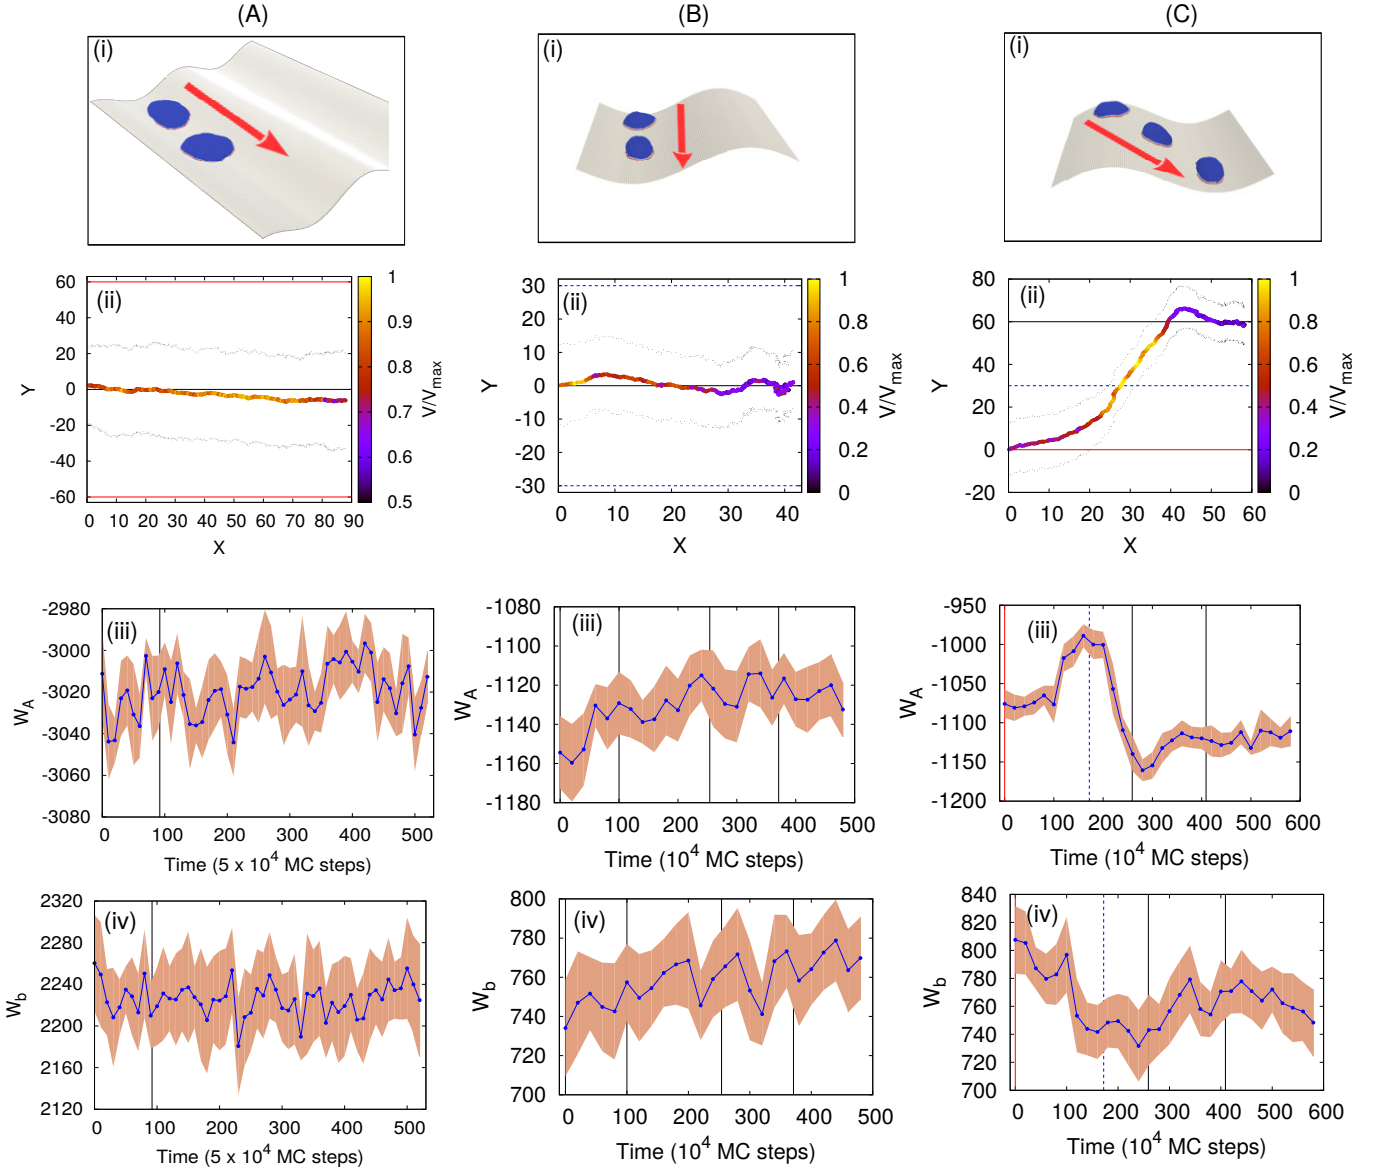 (A)
(B)
(C)
(i)
(i)
(i)
(ii)
60
40
20
0
-20
-40
-60
0 10 20 30 40 50 60 70 80 90
X
Y
1
0.9
0.8
0.7
0.6
0.5
V/Vmax
(ii)
30
20
10
0
-10
-20
-30
0 10 20 30 40
X
Y
1
0.8
0.6
0.4
0.2
0
V/Vmax
(ii)
80
60
40
20
0
-20
0 10 20 30 40 50 60
X
Y
1
0.8
0.6
0.4
0.2
0
V/Vmax
(iii)
-2980
-3000
-3020
-3040
-3060
-3080
W_A
0 100 200 300 400 500
Time (5 x 10^4 MC steps)
(iii)
-1080
-1100
-1120
-1140
-1160
-1180
W_A
0 100 200 300 400 500
Time (10^4 MC steps)
(iii)
-950
-1000
-1050
-1100
-1150
-1200
W_A
0 100 200 300 400 500 600
Time (10^4 MC steps)
(iv)
2320
2280
2240
2200
2160
2120
W_b
0 100 200 300 400 500
Time (5 x 10^4 MC steps)
(iv)
800
780
760
740
720
700
W_b
0 100 200 300 400 500
Time (10^4 MC steps)
(iv)
840
820
800
780
760
740
720
700
W_b
0 100 200 300 400 500 600
Time (10^4 MC steps)